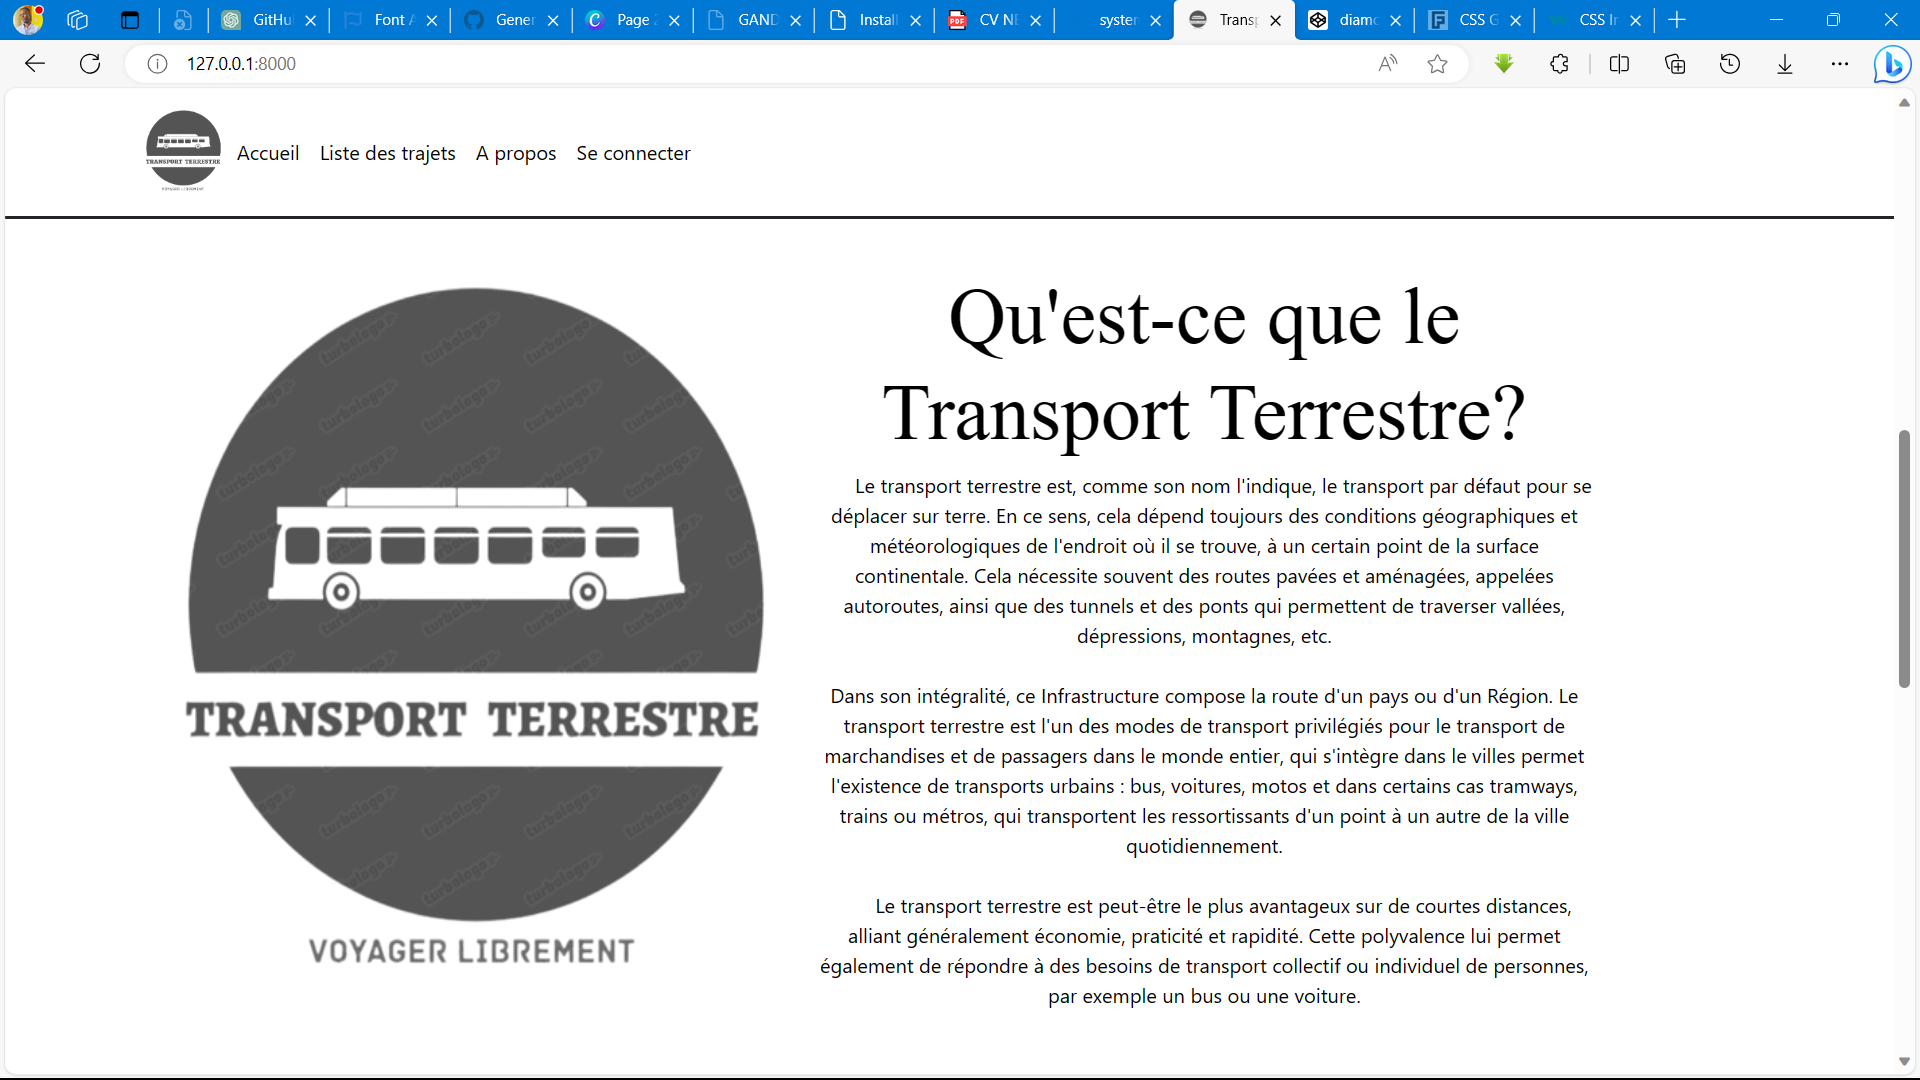 GitHu
Font A
Gener
Page 2
GAND
Install
CV NE
syster
Transp
diamo
CSS G
CSS Ir
127.0.0.1:8000
TRANSPORT TERRESTRE
VOYAGER LIBREMENT
Accueil
Liste des trajets
A propos
Se connecter
turbologo
TRANSPORT TERRESTRE
VOYAGER LIBREMENT
Qu'est-ce que le
Transport Terrestre?
Le transport terrestre est, comme son nom l'indique, le transport par défaut pour se
déplacer sur terre. En ce sens, cela dépend toujours des conditions géographiques et
météorologiques de l'endroit où il se trouve, à un certain point de la surface
continentale. Cela nécessite souvent des routes pavées et aménagées, appelées
autoroutes, ainsi que des tunnels et des ponts qui permettent de traverser vallées,
dépressions, montagnes, etc.
Dans son intégralité, ce Infrastructure compose la route d'un pays ou d'un Région. Le
transport terrestre est l'un des modes de transport privilégiés pour le transport de
marchandises et de passagers dans le monde entier, qui s'intègre dans le villes permet
l'existence de transports urbains : bus, voitures, motos et dans certains cas tramways,
trains ou métros, qui transportent les ressortissants d'un point à un autre de la ville
quotidiennement.
Le transport terrestre est peut-être le plus avantageux sur de courtes distances,
alliant généralement économie, praticité et rapidité. Cette polyvalence lui permet
également de répondre à des besoins de transport collectif ou individuel de personnes,
par exemple un bus ou une voiture.